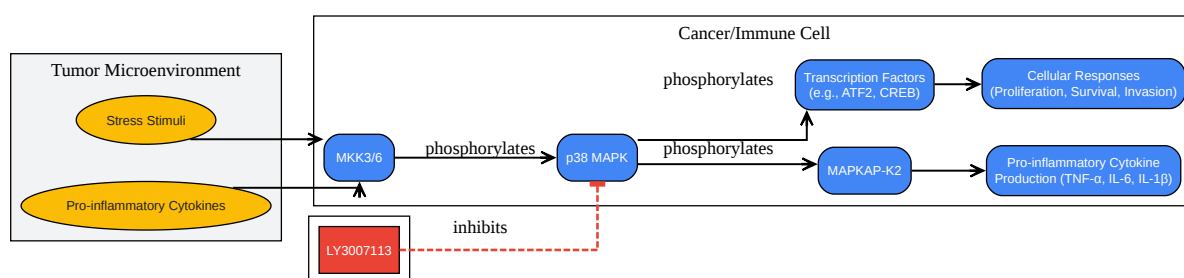 Cancer/Immune Cell
Tumor Microenvironment
Stress Stimuli
Pro-inflammatory Cytokines
MKK3/6
phosphorylates
p38 MAPK
phosphorylates
Transcription Factors
(e.g., ATF2, CREB)
Cellular Responses
(Proliferation, Survival, Invasion)
phosphorylates
MAPKAP-K2
Pro-inflammatory Cytokine
Production (TNF-α, IL-6, IL-1β)
LY3007113
inhibits